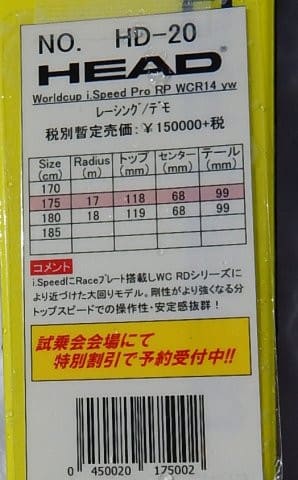 NO. HD-20
HEAD
Worldcup i.Speed Pro RP WCR14 yw
レーシング/デモ
税別暫定売価：￥150000+税
Size (cm) Radius (m) トップ (mm) センター (mm) テール (mm)
170
175 17 118 68 99
180 18 119 68 99
185
コメント
i.SpeedにRaceプレート搭載しWC RDシリーズに
より近づけた大回りモデル。剛性がより強くなる分
トップスピードでの操作性・安定感抜群！
試乗会会場にて
特別割引で予約受付中!!
0 450020 175002